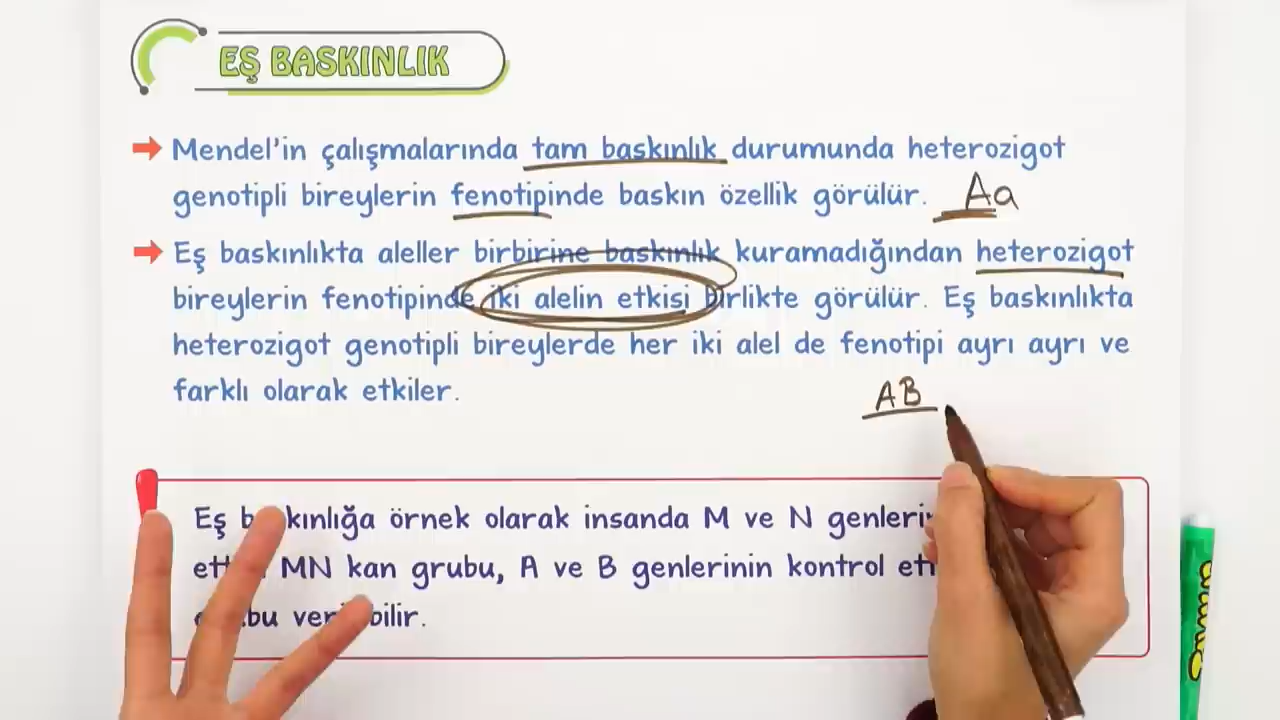 EŞ BASKINLIK
Mendel'in çalışmalarında tam baskınlık durumunda heterozigot
genotipli bireylerin fenotipinde baskın özellik görülür. Aa
Eş baskınlıkta aleller birbirine baskınlık kuramadığından heterozigot
bireylerin fenotipinde iki alelin etkisi birlikte görülür. Eş baskınlıkta
heterozigot genotipli bireylerde her iki alel de fenotipi ayrı ayrı ve
farklı olarak etkiler.
AB
Eş örnek olarak insanda M ve N
MN kan grubu, A ve B genlerinin kontrol